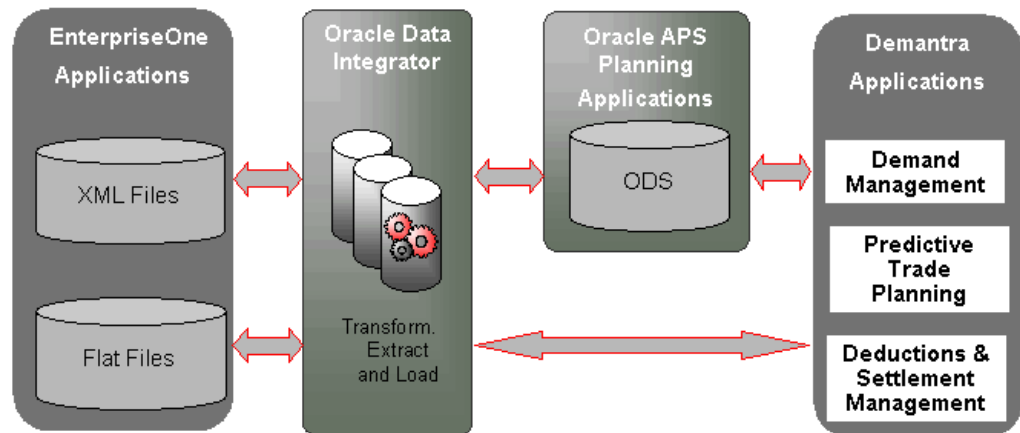 EnterpriseOne
Applications
XML Files
Flat Files
Oracle Data
Integrator
Transform.
Extract
and Load
Oracle APS
Planning
Applications
ODS
Demantra
Applications
Demand
Management
Predictive
Trade
Planning
Deductions &
Settlement
Management